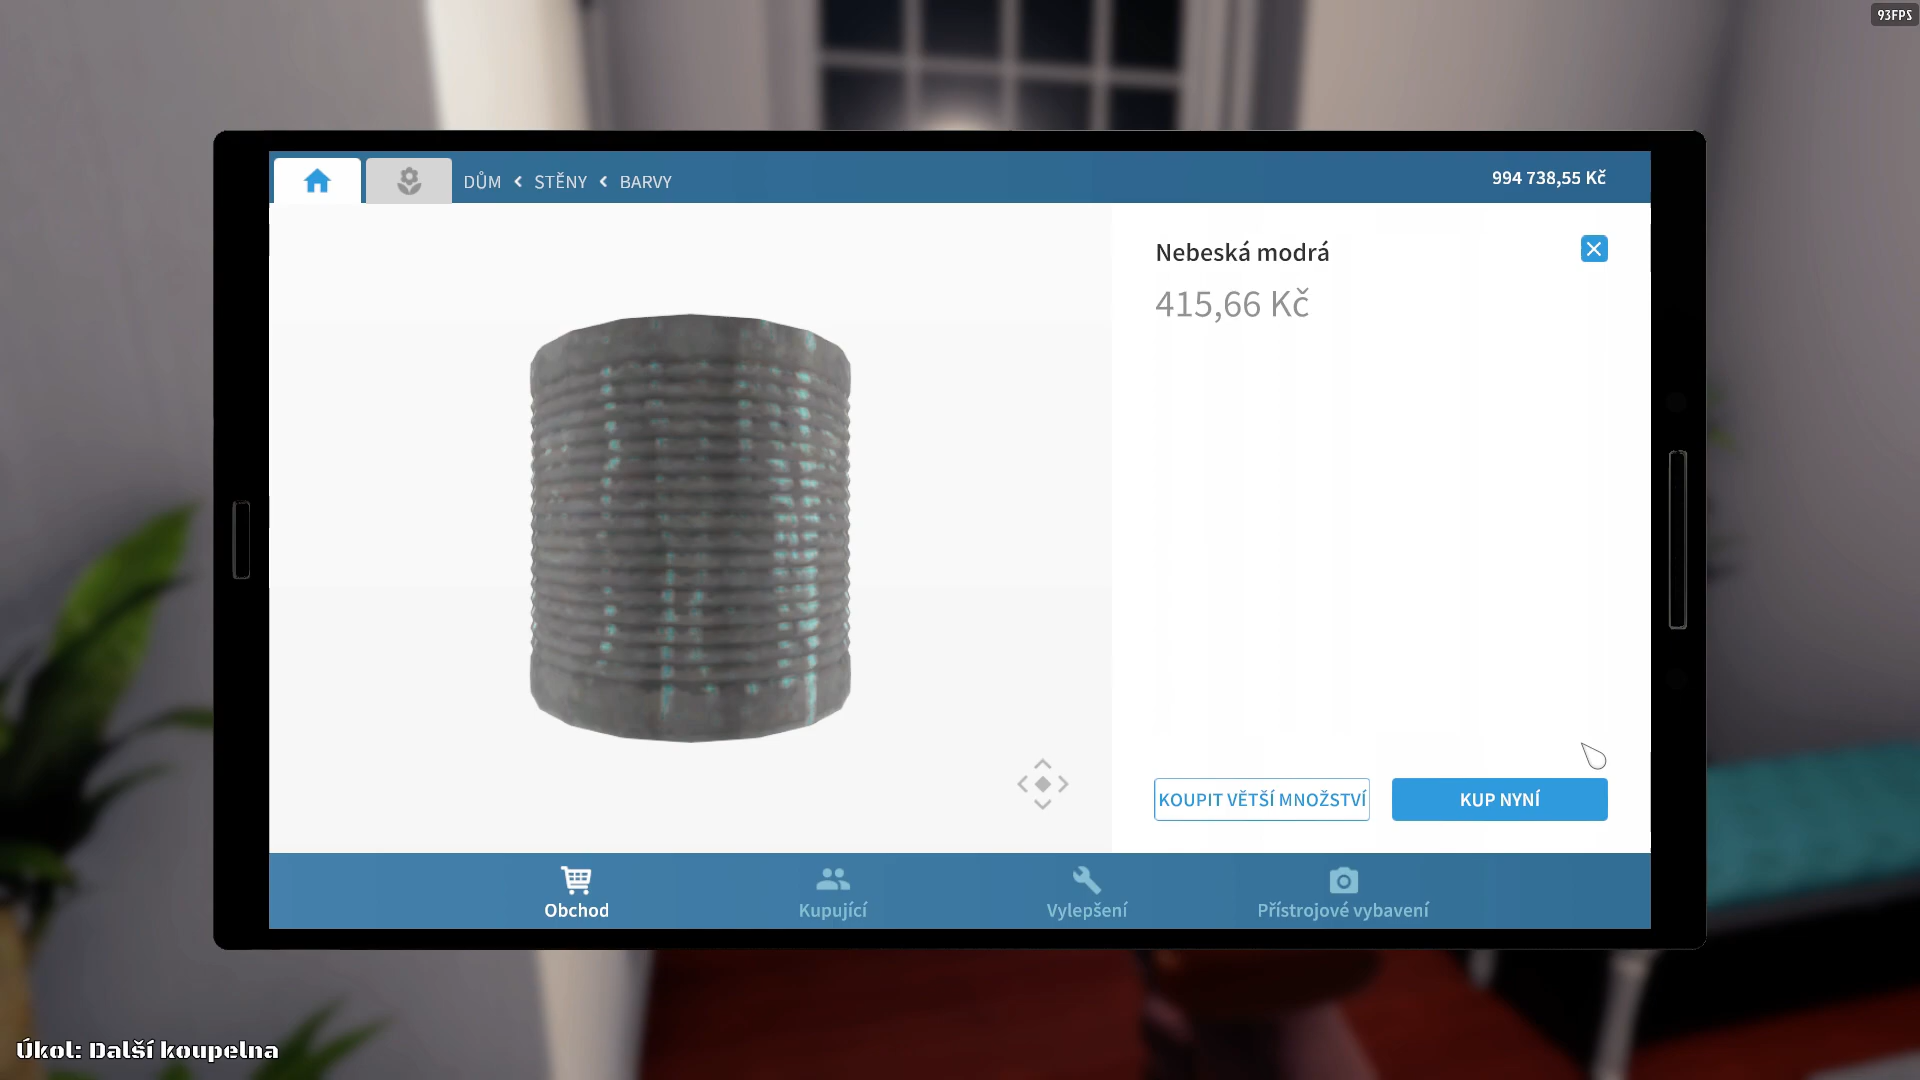 93FPS
DŮM < STĚNY < BARVY
994 738,55 Kč
Nebeská modrá
415,66 Kč
KOUPIT VĚTŠÍ MNOŽSTVÍ
KUP NYNÍ
Obchod
Kupující
Vylepšení
Přístrojové vybavení
Úkol: Další koupelna